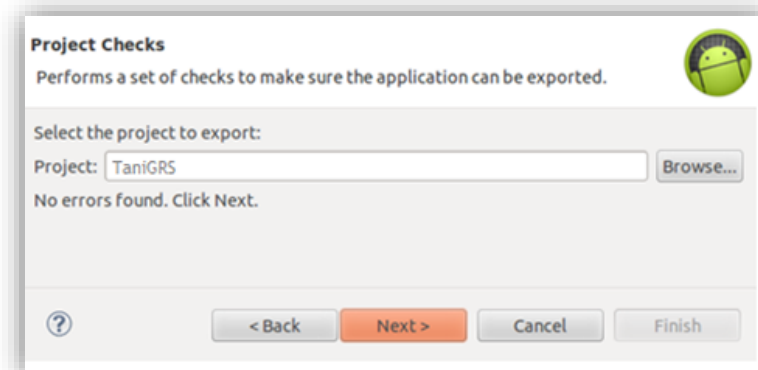 Project Checks
Performs a set of checks to make sure the application can be exported.
Select the project to export:
Project: TaniGRS Browse...
No errors found. Click Next.
< Back Next > Cancel Finish